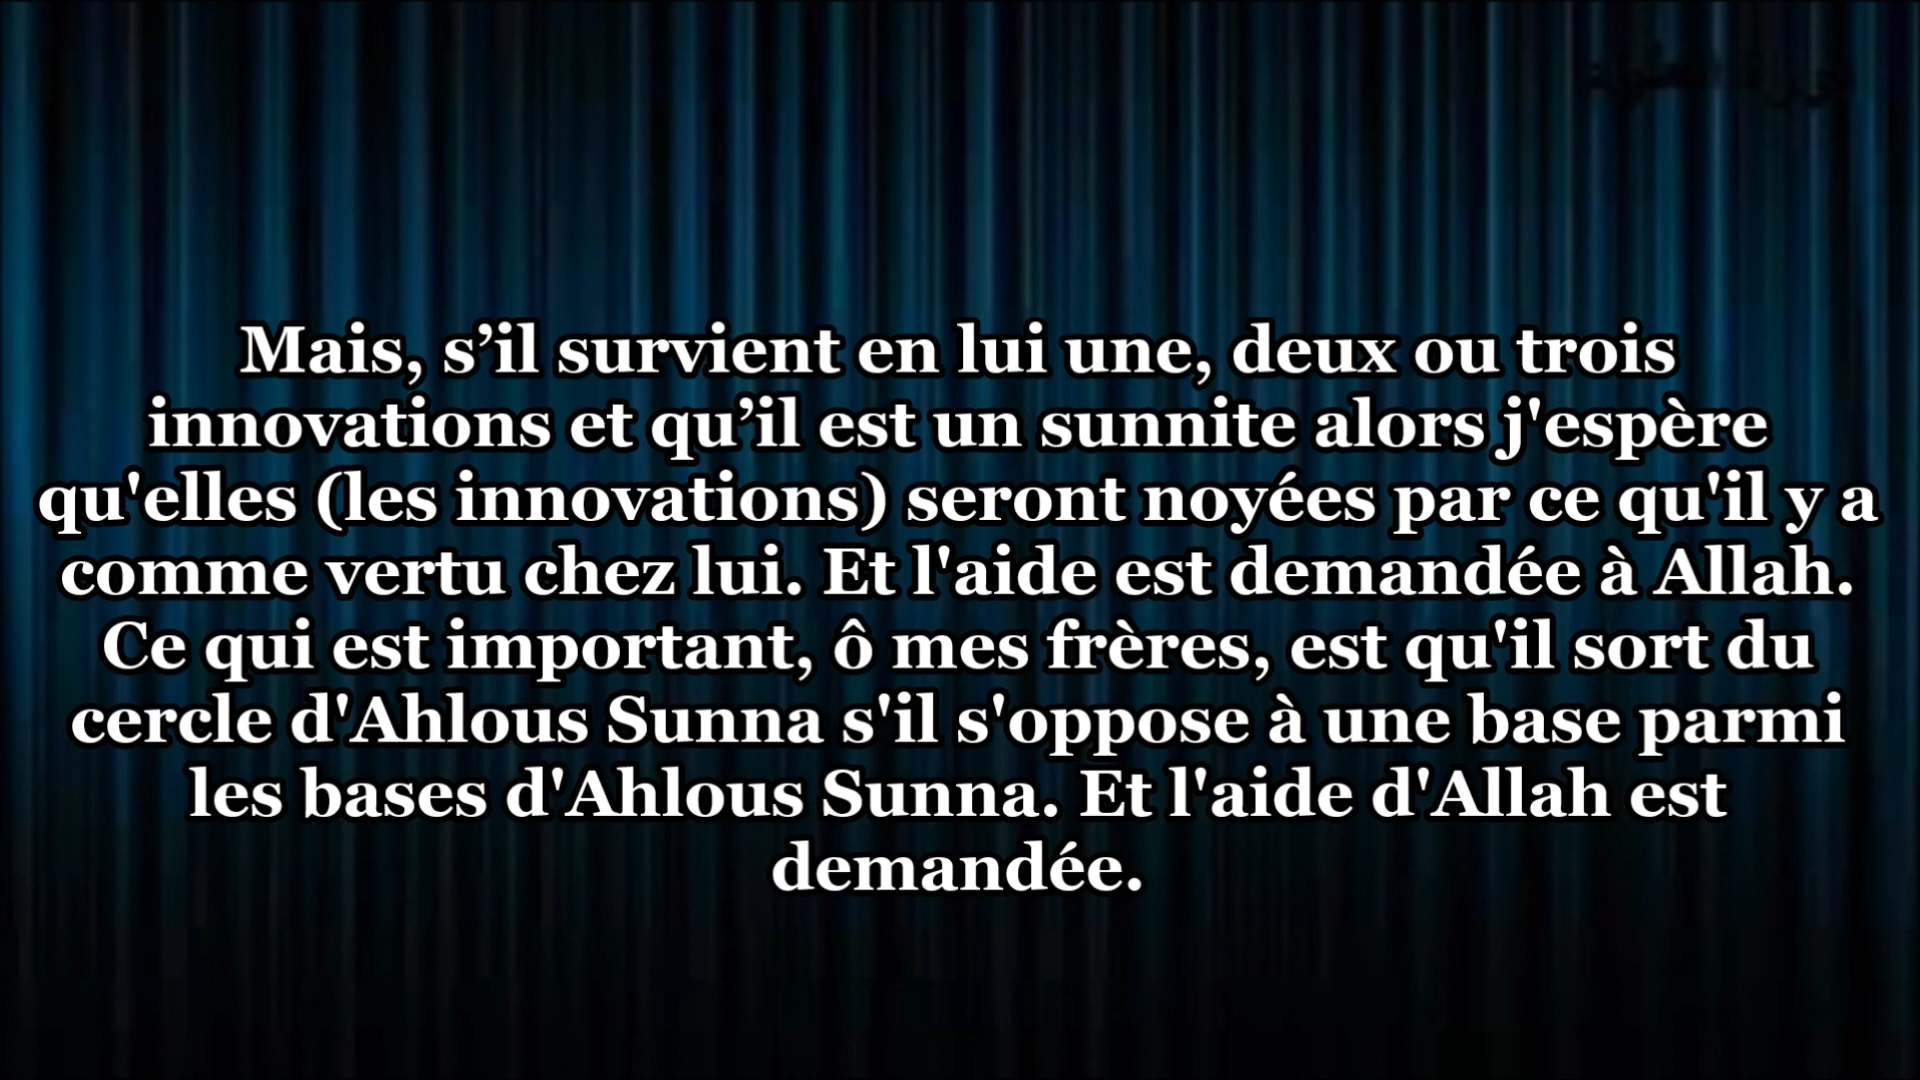 Mais, s’il survient en lui une, deux ou trois
innovations et qu’il est un sunnite alors j'espère
qu'elles (les innovations) seront noyées par ce qu'il y a
comme vertu chez lui. Et l'aide est demandée à Allah.
Ce qui est important, ô mes frères, est qu'il sort du
cercle d'Ahlous Sunna s'il s'oppose à une base parmi
les bases d'Ahlous Sunna. Et l'aide d'Allah est
demandée.